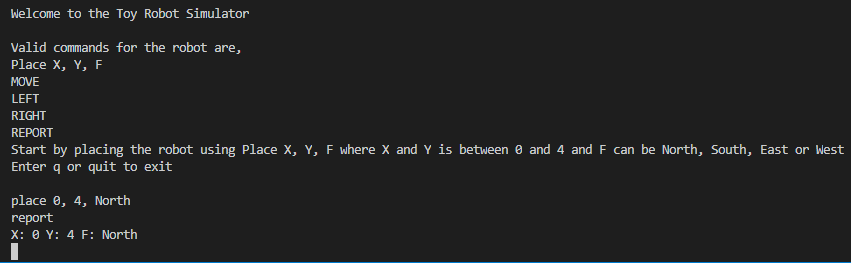 Welcome to the Toy Robot Simulator
Valid commands for the robot are,
Place X, Y, F
MOVE
LEFT
RIGHT
REPORT
Start by placing the robot using Place X, Y, F where X and Y is between 0 and 4 and F can be North, South, East or West
Enter q or quit to exit
place 0, 4, North
report
X: 0 Y: 4 F: North